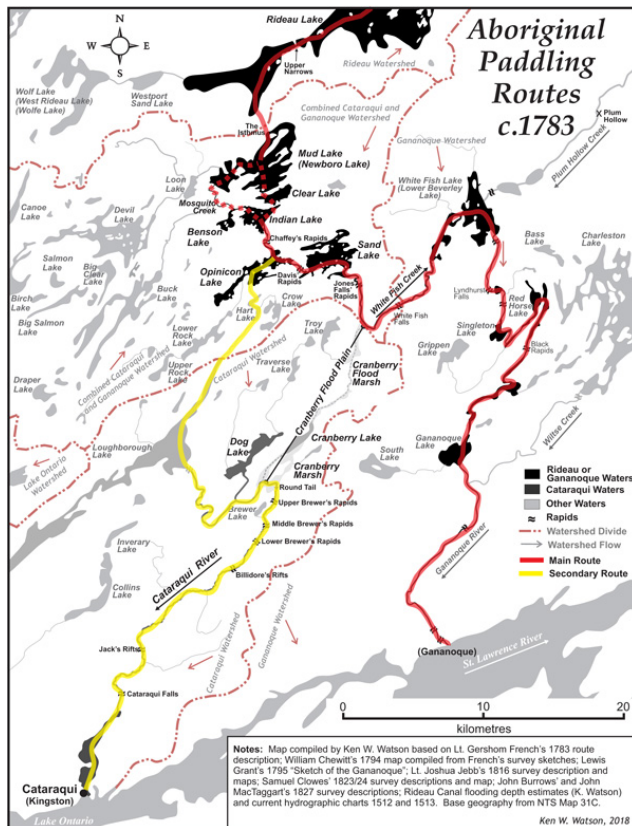 Aboriginal
Paddling
Routes
c.1783
N
W
E
S
Rideau Lake
Upper
Narrows
Rideau Watershed
Wolf Lake
(West Rideau Lake)
(Wolfe Lake)
Westport
Sand Lake
The
Isthmus
Combined Cataraqui and
Gananoque Watershed
Gananoque Watershed
Plum
Hollow
Plum Hollow Creek
Mud Lake
(Newboro Lake)
White Fish Lake
(Lower Beverley
Lake)
Loon
Lake
Clear Lake
Mosquito
Creek
Indian Lake
Benson
Lake
Chaffey's Rapids
Canoe
Lake
Devil
Lake
Sand
Lake
Bass
Lake
Charleston
Lake
Salmon
Lake
Big
Clear
Lake
Opinicon
Lake
Davis
Rapids
Jones
Falls
Rapids
White Fish Creek
Lyndhurst
Falls
Red
Horse
Lake
Birch
Lake
Buck
Lake
Hart
Lake
Crow
Lake
White Fish
Falls
Singleton
Lake
Big Salmon
Lake
Lower
Rock
Lake
Troy
Lake
Grippen
Lake
Black
Rapids
Draper
Lake
Combined Cataraqui
and Gananoque Watershed
Upper
Rock
Lake
Cataraqui Watershed
Traverse
Lake
Cranberry
Flood
Marsh
Cranberry Flood Plain
Wiltse Creek
Loughborough
Lake
Lake Ontario
Watershed
Dog
Lake
Cranberry Lake
South
Lake
Gananoque
Lake
Cranberry
Marsh
Round Tail
Brewer
Lake
Upper Brewer's Rapids
Middle Brewer's Rapids
Lower Brewer's Rapids
Inverary
Lake
Billidore's Rifts
Cataraqui River
Collins
Lake
Gananoque River
Jack's Rifts
Cataraqui Watershed
Gananoque Watershed
(Gananoque)
St. Lawrence River
Cataraqui Falls
Cataraqui
(Kingston)
Lake Ontario
Rideau or
Gananoque Waters
Cataraqui Waters
Other Waters
Rapids
Watershed Divide
Watershed Flow
Main Route
Secondary Route
0 10 20
kilometres
Notes: Map compiled by Ken W. Watson based on Lt. Gershom French's 1783 route
description; William Chewitt's 1794 map compiled from French's survey sketches; Lewis
Grant's 1795 "Sketch of the Gananoque"; Lt. Joshua Jebb's 1816 survey description and
maps; Samuel Clowes' 1823/24 survey descriptions and map; John Burrows' and John
MacTaggart's 1827 survey descriptions; Rideau Canal flooding depth estimates (K. Watson)
and current hydrographic charts 1512 and 1513. Base geography from NTS Map 31C.
Ken W. Watson, 2018